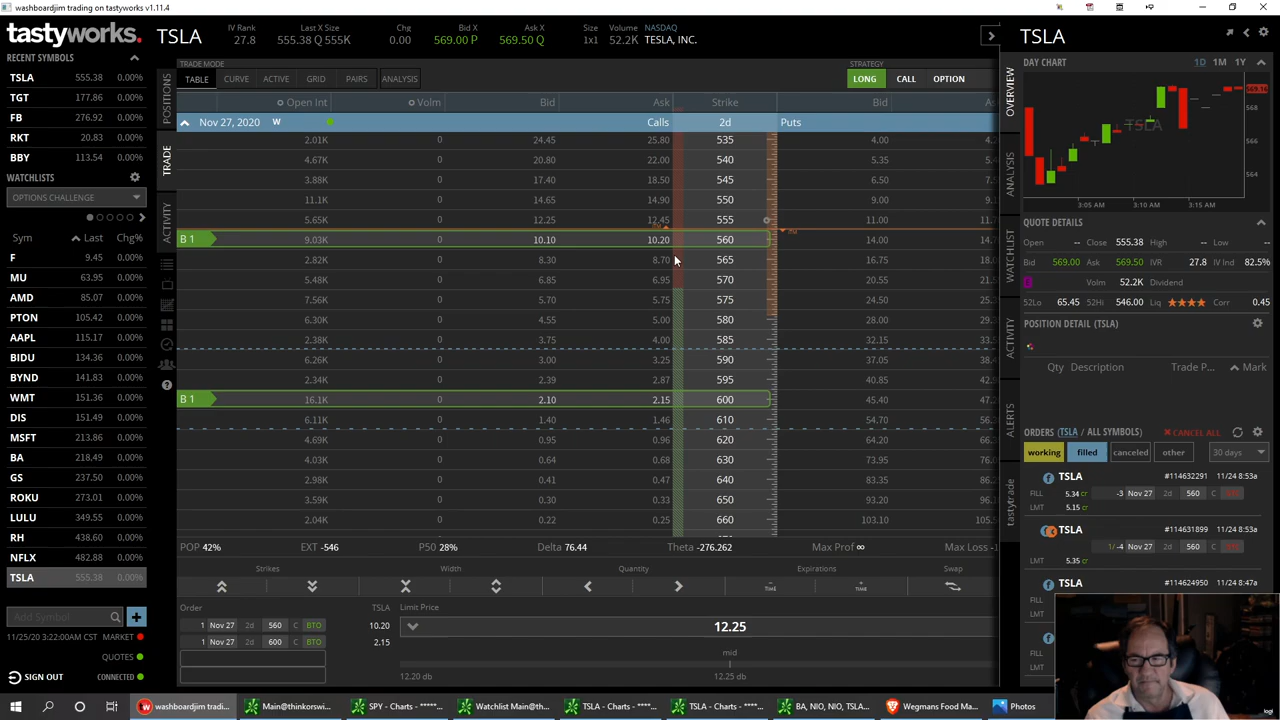 washboardjim trading on tastyworks v1.11.4
tastyworks.
TSLA
IV Rank 27.8
Last X Size 555.38 Q 555K
Chg 0.00
Bid X 569.00 P
Ask X 569.50 Q
Size 1x1
Volume 52.2K
NASDAQ TESLA, INC.
TSLA
RECENT SYMBOLS
TSLA 555.38 0.00%
TGT 177.86 0.00%
FB 276.92 0.00%
RKT 20.83 0.00%
BBY 113.54 0.00%
WATCHLISTS
OPTIONS CHALLENGE
Sym Last Chg%
F 9.45 0.00%
MU 63.95 0.00%
AMD 85.07 0.00%
PTON 105.42 0.00%
AAPL 115.17 0.00%
BIDU 134.36 0.00%
BYND 141.83 0.00%
WMT 151.36 0.00%
DIS 151.49 0.00%
MSFT 213.86 0.00%
BA 218.49 0.00%
GS 237.50 0.00%
ROKU 273.01 0.00%
LULU 349.55 0.00%
RH 438.60 0.00%
NFLX 482.88 0.00%
TSLA 555.38 0.00%
Add Symbol
11/25/20 3:22:00AM CST MARKET
QUOTES
SIGN OUT CONNECTED
POSITIONS
TRADE
ACTIVITY
TRADE MODE
TABLE CURVE ACTIVE GRID PAIRS ANALYSIS
STRATEGY
LONG CALL OPTION
Open Int Volm Bid Ask Strike Bid
Nov 27, 2020 W Calls 2d Puts
2.01K 0 24.45 25.80 535 4.00
4.67K 0 20.80 22.00 540 5.35
3.88K 0 17.40 18.50 545 6.50
11.1K 0 14.65 14.90 550 9.00
5.65K 0 12.25 12.45 555 11.00
B 1 9.03K 0 10.10 10.20 560 14.00
2.82K 0 8.30 8.70 565 16.75
5.48K 0 6.85 6.95 570 20.55
7.56K 0 5.70 5.75 575 24.50
6.30K 0 4.55 5.00 580 28.00
2.38K 0 3.75 4.00 585 32.15
6.26K 0 3.00 3.25 590 37.05
2.34K 0 2.39 2.87 595 40.85
B 1 16.1K 0 2.10 2.15 600 45.40
6.11K 0 1.40 1.46 610 54.70
4.69K 0 0.95 0.96 620 64.20
4.03K 0 0.64 0.68 630 73.95
2.98K 0 0.41 0.47 640 83.35
3.59K 0 0.30 0.33 650 93.20
2.04K 0 0.22 0.25 660 103.10
POP 42% EXT -546 P50 28% Delta 76.44 Theta -276.262 Max Prof ∞ Max Loss
Strikes Width Quantity Expirations Swap
TIME TIME
Order TSLA Limit Price
1 Nov 27 2d 560 C BTO 10.20
1 Nov 27 2d 600 C BTO 2.15
12.25
mid
12.20 db 12.25 db
OVERVIEW
ANALYSIS
WATCHLIST
ACTIVITY
ALERTS
tastytrade
DAY CHART 1D 1M 1Y
TSLA
569.16
568
566
564
3:05 AM 3:10 AM 3:15 AM
QUOTE DETAILS
Open -- Close 555.38 High -- Low --
Bid 569.00 Ask 569.50 IVR 27.8 IV Ind 82.5%
E Volm 52.2K Dividend
52Lo 65.45 52Hi 546.00 Liq ★★★★ Corr 0.45
POSITION DETAIL (TSLA)
Qty Description Trade P... Mark
ORDERS (TSLA / ALL SYMBOLS) CANCEL ALL
working filled canceled other 30 days
TSLA #114632291 11/24 8:53a
FILL 5.34 cr -3 Nov 27 2d 560 C
LMT 5.15 cr
TSLA #114631899 11/24 8:53a
1/ -4 Nov 27 2d 560 C
LMT 5.35 cr
TSLA #114624950 11/24 8:47a
FILL
LMT
FILL
logi
washboardjim tradi...
Main@thinkorswi...
SPY - Charts - *****...
Watchlist Main@th...
TSLA - Charts - ****...
TSLA - Charts - ****...
BA, NIO, NIO, TSLA...
Wegmans Food Ma...
Photos